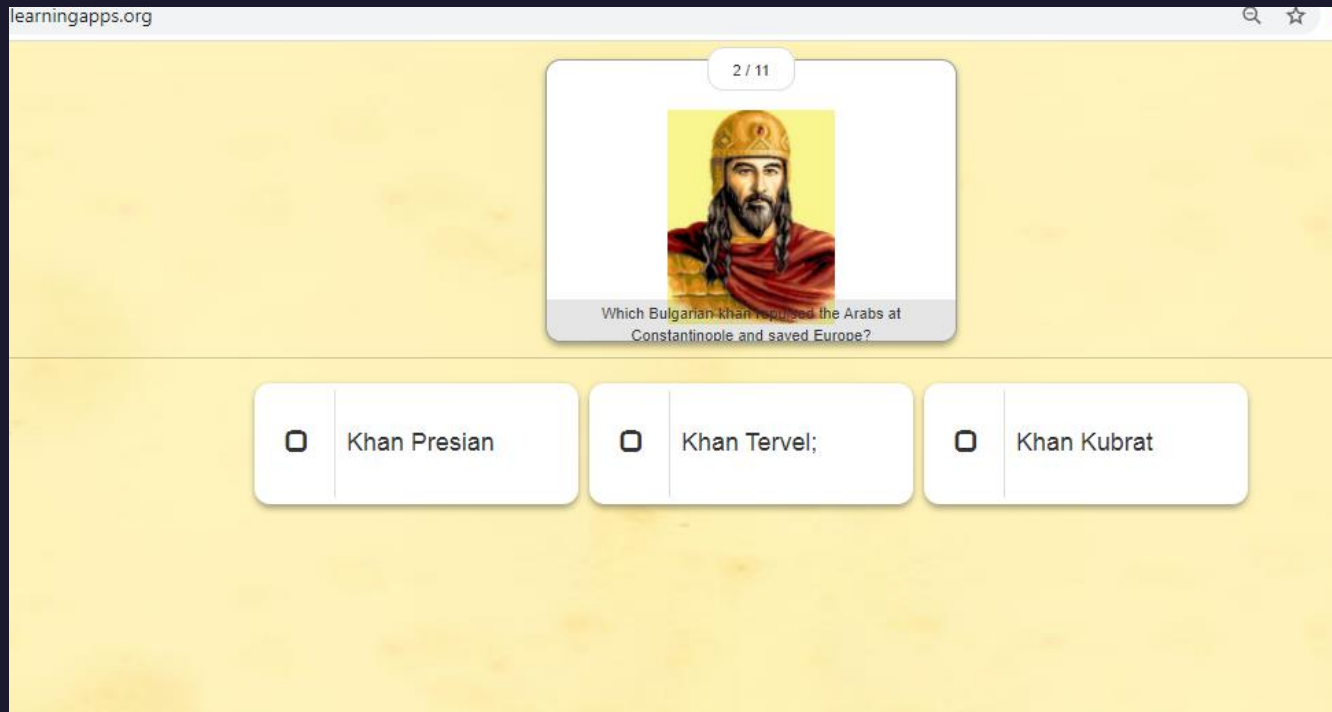 learningapps.org
2 / 11
Which Bulgarian khan repulsed the Arabs at
Constantinople and saved Europe?
Khan Presian
Khan Tervel;
Khan Kubrat